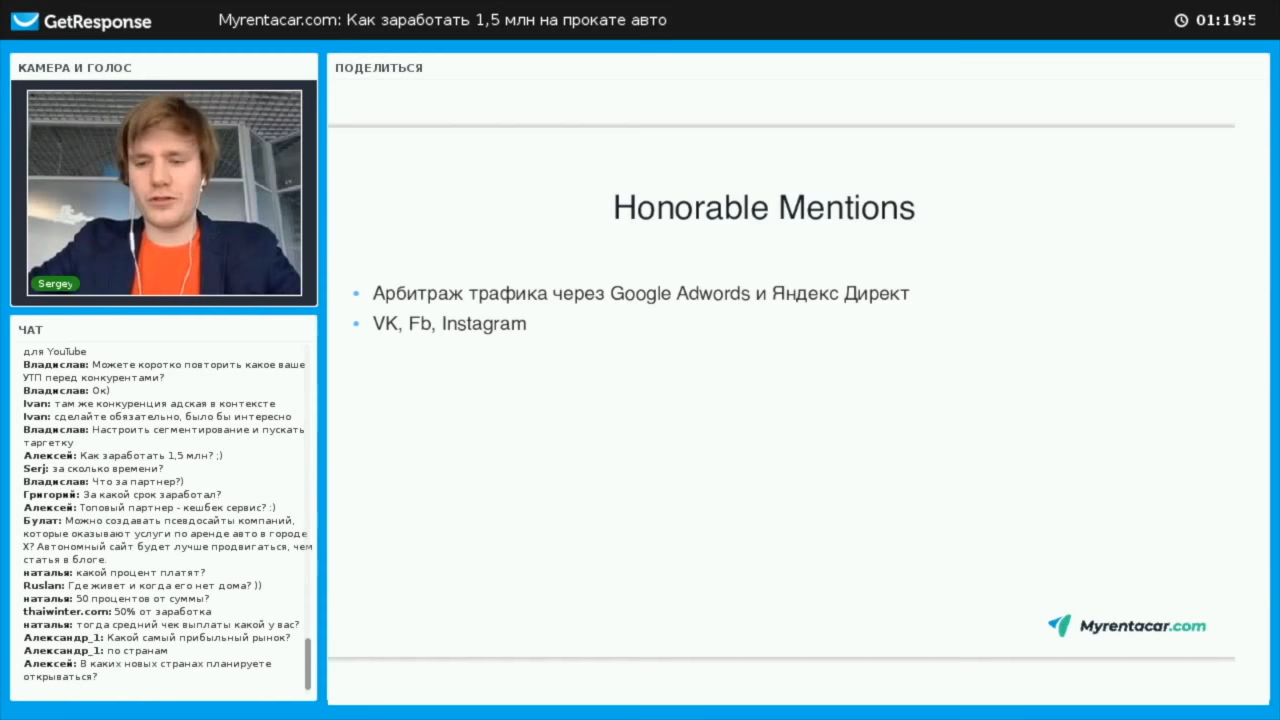 GetResponse
Myrentacar.com: Как заработать 1,5 млн на прокате авто
01:19:5
КАМЕРА И ГОЛОС
Sergey
ЧАТ
для YouTube
Владислав: Можете коротко повторить какое ваше
УТП перед конкурентами?
Владислав: Ок)
Ivan: там же конкуренция адская в контексте
Ivan: сделайте обязательно, было бы интересно
Владислав: Настроить сегментирование и пускать
таргетку
Алексей: Как заработать 1,5 млн? ;)
Serj: за сколько времени?
Владислав: Что за партнер?)
Григорий: За какой срок заработал?
Алексей: Топовый партнер - кешбек сервис? :)
Булат: Можно создавать псевдосайты компаний,
которые оказывают услуги по аренде авто в городе
X? Автономный сайт будет лучше продвигаться, чем
статья в блоге.
наталья: какой процент платят?
Ruslan: Где живет и когда его нет дома? ))
наталья: 50 процентов от суммы?
thaiwinter.com: 50% от заработка
наталья: тогда средний чек выплаты какой у вас?
Александр_1: Какой самый прибыльный рынок?
Александр_1: по странам
Алексей: В каких новых странах планируете
открываться?
ПОДЕЛИТЬСЯ
Honorable Mentions
• Арбитраж трафика через Google Adwords и Яндекс Директ
• VK, Fb, Instagram
Myrentacar.com